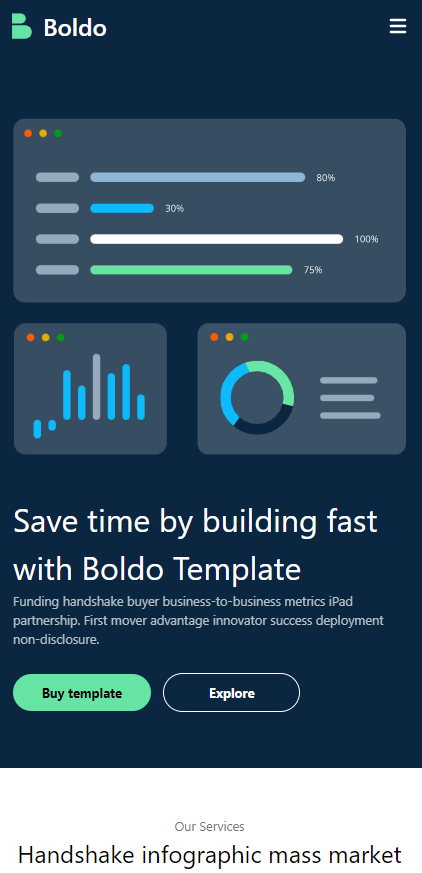 Boldo
80%
30%
100%
75%
Save time by building fast
with Boldo Template
Funding handshake buyer business-to-business metrics iPad
partnership. First mover advantage innovator success deployment
non-disclosure.
Buy template
Explore
Our Services
Handshake infographic mass market